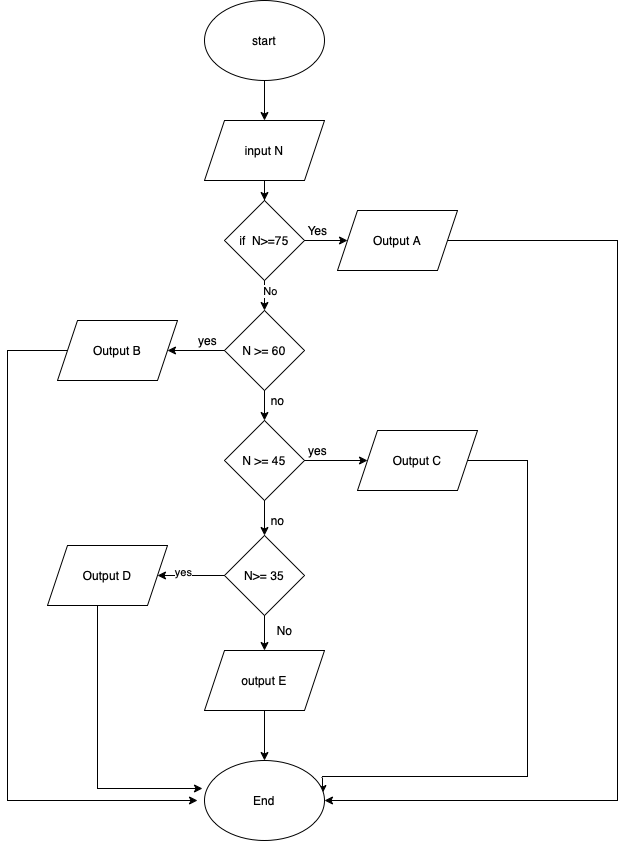 start
input N
if N>=75
Yes
Output A
No
Output B
yes
N >= 60
no
N >= 45
yes
Output C
no
Output D
yes
N>= 35
No
output E
End